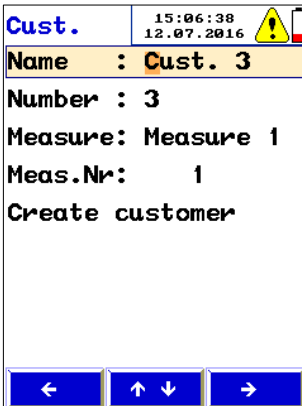 Cust.
15:06:38
12.07.2016
Name : Cust. 3
Number : 3
Measure: Measure 1
Meas.Nr: 1
Create customer
← ↑ ↓ →